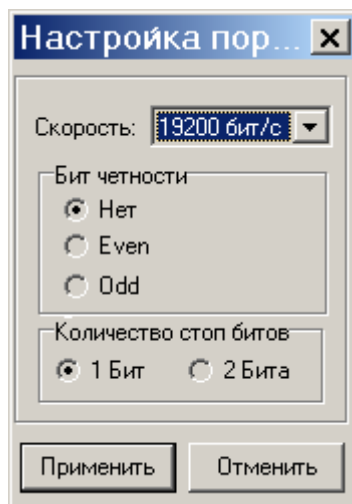 Настройка пор...
Скорость: 19200 бит/с
Бит четности
Нет
Even
Odd
Количество стоп битов
1 Бит 2 Бита
Применить Отменить